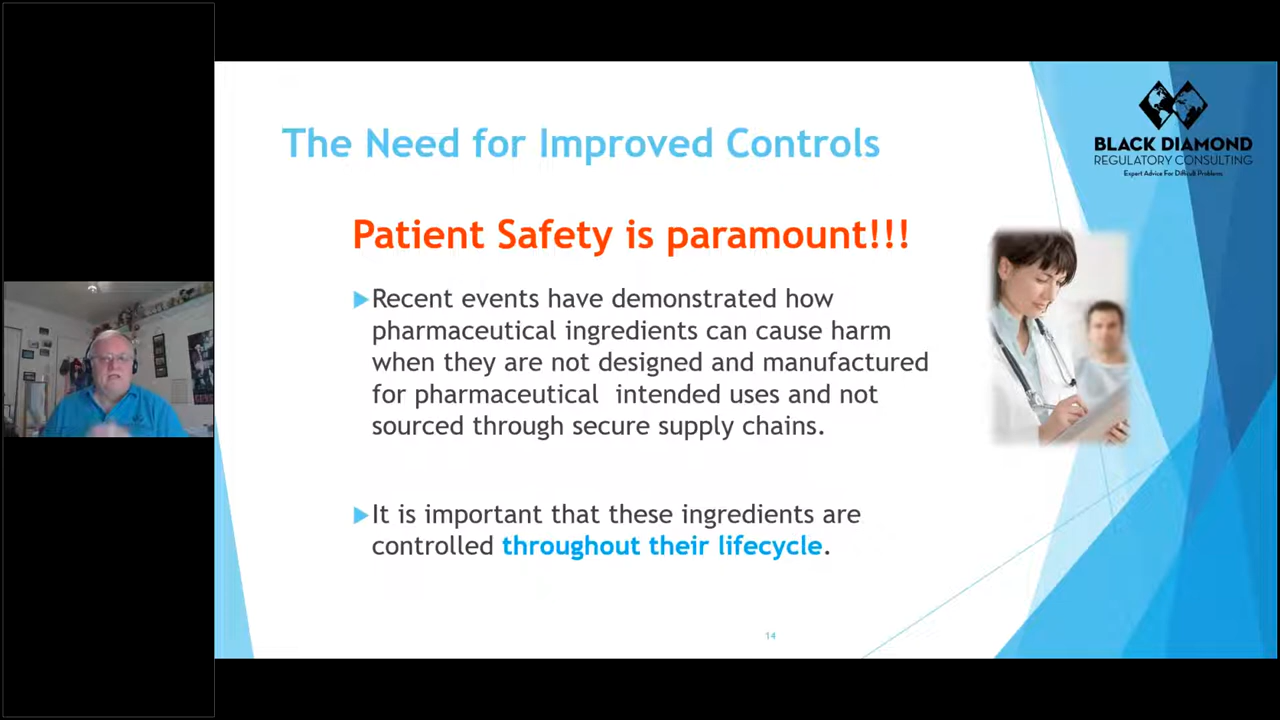 The Need for Improved Controls
BLACK DIAMOND
REGULATORY CONSULTING
Expert Advice For Difficult Problems
Patient Safety is paramount!!!
Recent events have demonstrated how
pharmaceutical ingredients can cause harm
when they are not designed and manufactured
for pharmaceutical intended uses and not
sourced through secure supply chains.
It is important that these ingredients are
controlled throughout their lifecycle.
14